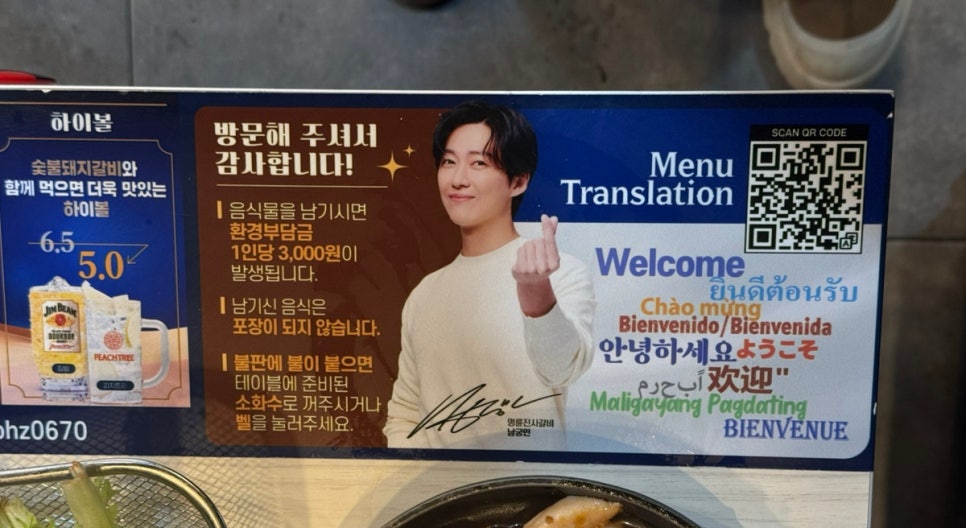 하이볼
숯불돼지갈비와
함께 먹으면 더욱 맛있는
하이볼
6.5
5.0
JIM BEAM
BOURBON
PEACHTREE
피치트리
ohz0670
방문해 주셔서
감사합니다!
음식물을 남기시면
환경부담금
1인당 3,000원이
발생됩니다.
남기신 음식은
포장이 되지 않습니다.
불판에 불이 붙으면
테이블에 준비된
소화수로 꺼주시거나
벨을 눌러주세요.
명륜진사갈비
남궁민
SCAN QR CODE
Menu
Translation
Welcome
ยินดีต้อนรับ
Chào mừng
Bienvenido/Bienvenida
안녕하세요 ようこそ
欢迎"
Maligayang Pagdating
BIENVENUE